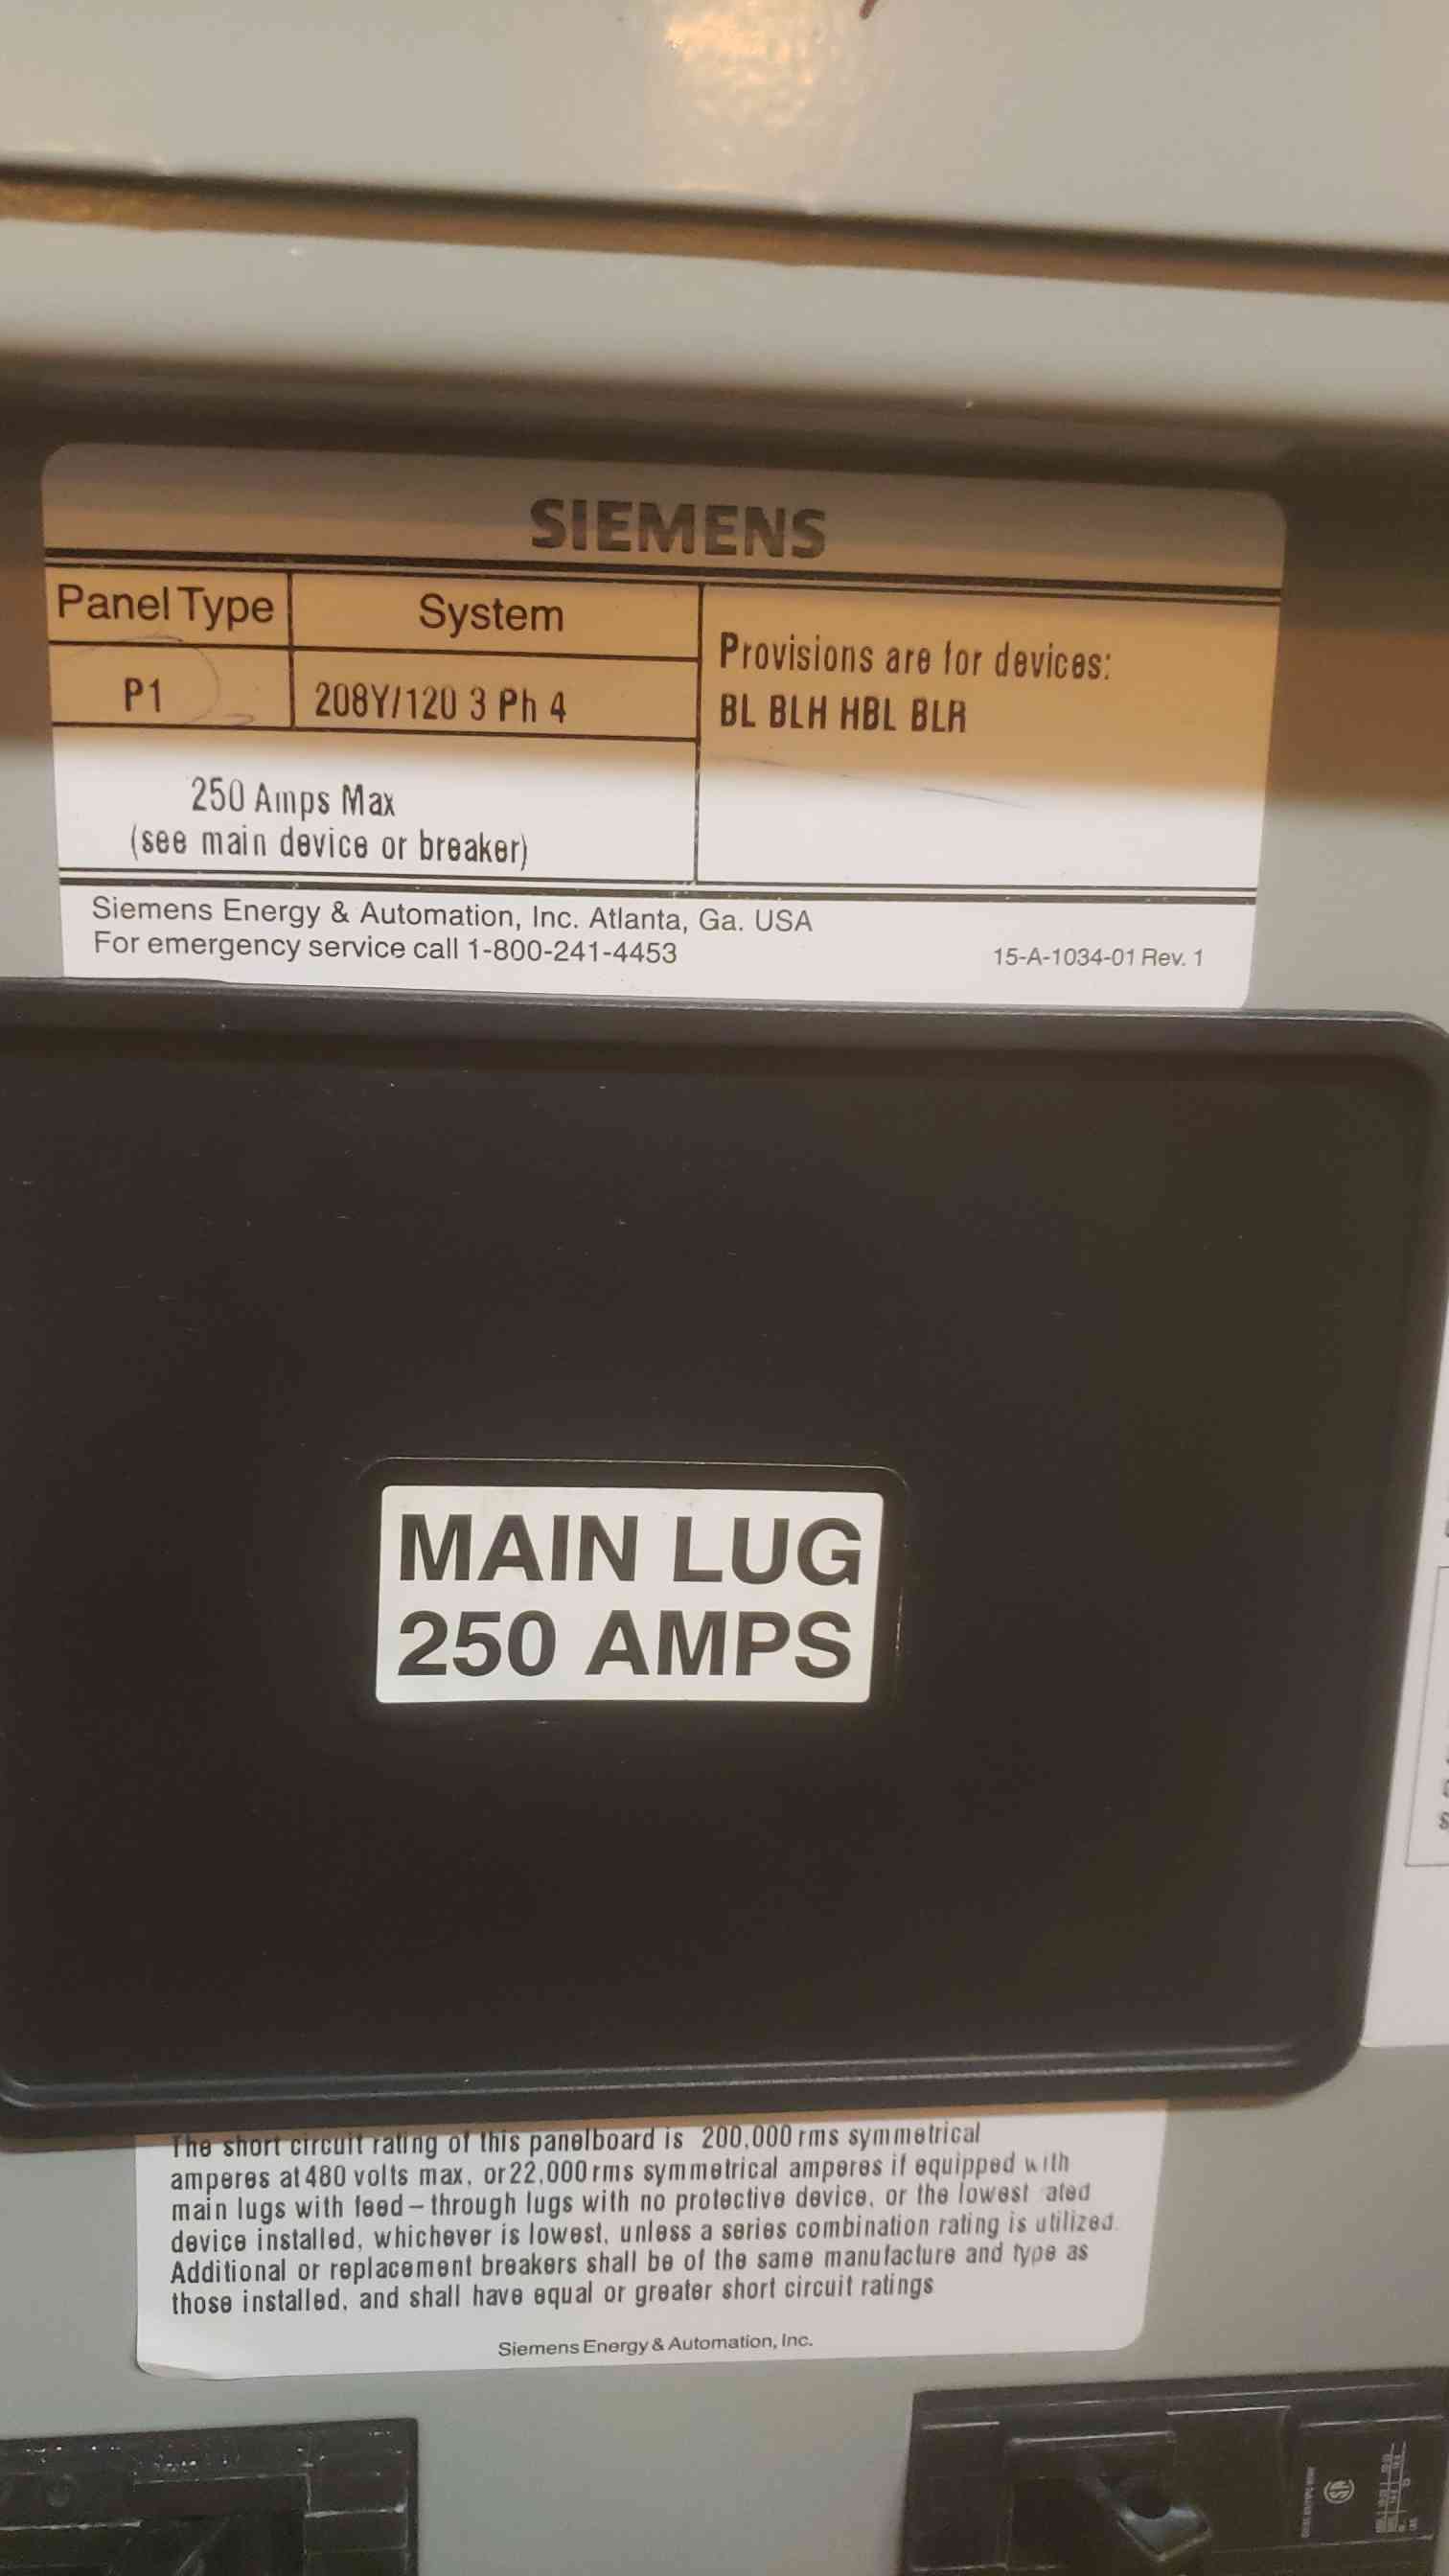 SIEMENS
Panel Type
System
Provisions are for devices:
P1
208Y/120 3 Ph 4
BL BLH HBL BLR
250 Amps Max
(see main device or breaker)
Siemens Energy & Automation, Inc. Atlanta, Ga. USA
For emergency service call 1-800-241-4453
15-A-1034-01 Rev. 1
MAIN LUG
250 AMPS
The short circuit rating of this panelboard is 200,000 rms symmetrical
amperes at 480 volts max, or 22,000 rms symmetrical amperes if equipped with
main lugs with feed – through lugs with no protective device, or the lowest ated
device installed, whichever is lowest, unless a series combination rating is utilized.
Additional or replacement breakers shall be of the same manufacture and type as
those installed, and shall have equal or greater short circuit ratings
Siemens Energy & Automation, Inc.